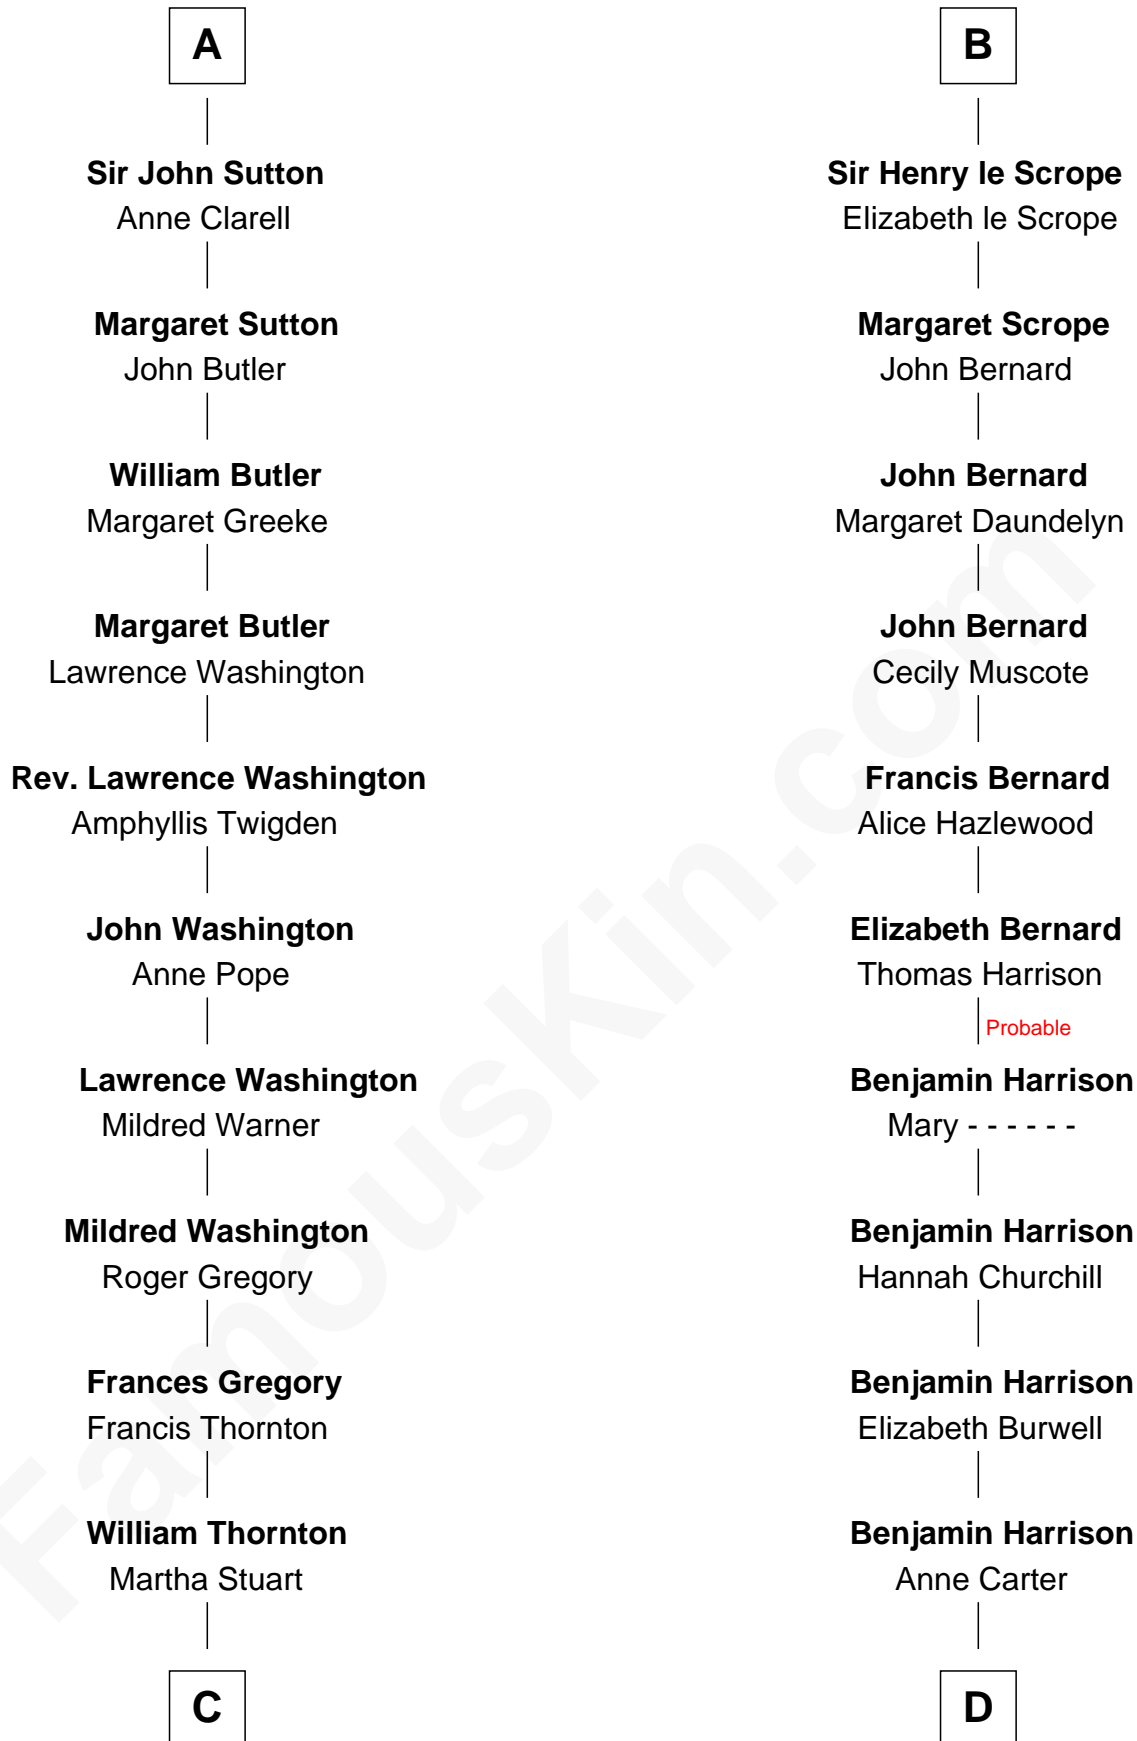 A
Sir John Sutton
Anne Clarell
Margaret Sutton
John Butler
William Butler
Margaret Greeke
Margaret Butler
Lawrence Washington
Rev. Lawrence Washington
Amphyllis Twigden
John Washington
Anne Pope
Lawrence Washington
Mildred Warner
Mildred Washington
Roger Gregory
Frances Gregory
Francis Thornton
William Thornton
Martha Stuart
C
B
Sir Henry le Scrope
Elizabeth le Scrope
Margaret Scrope
John Bernard
John Bernard
Margaret Daundelyn
John Bernard
Cecily Muscote
Francis Bernard
Alice Hazlewood
Elizabeth Bernard
Thomas Harrison
Probable
Benjamin Harrison
Mary - - - - - -
Benjamin Harrison
Hannah Churchill
Benjamin Harrison
Elizabeth Burwell
Benjamin Harrison
Anne Carter
D
FamousKin.com